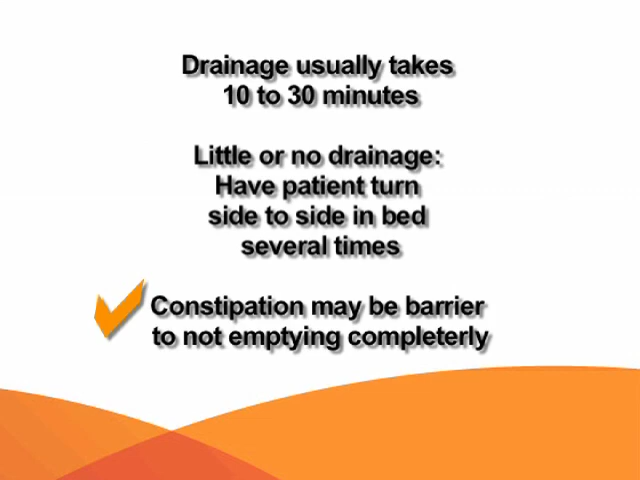 Drainage usually takes
10 to 30 minutes
Little or no drainage:
Have patient turn
side to side in bed
several times
Constipation may be barrier
to not emptying completerly